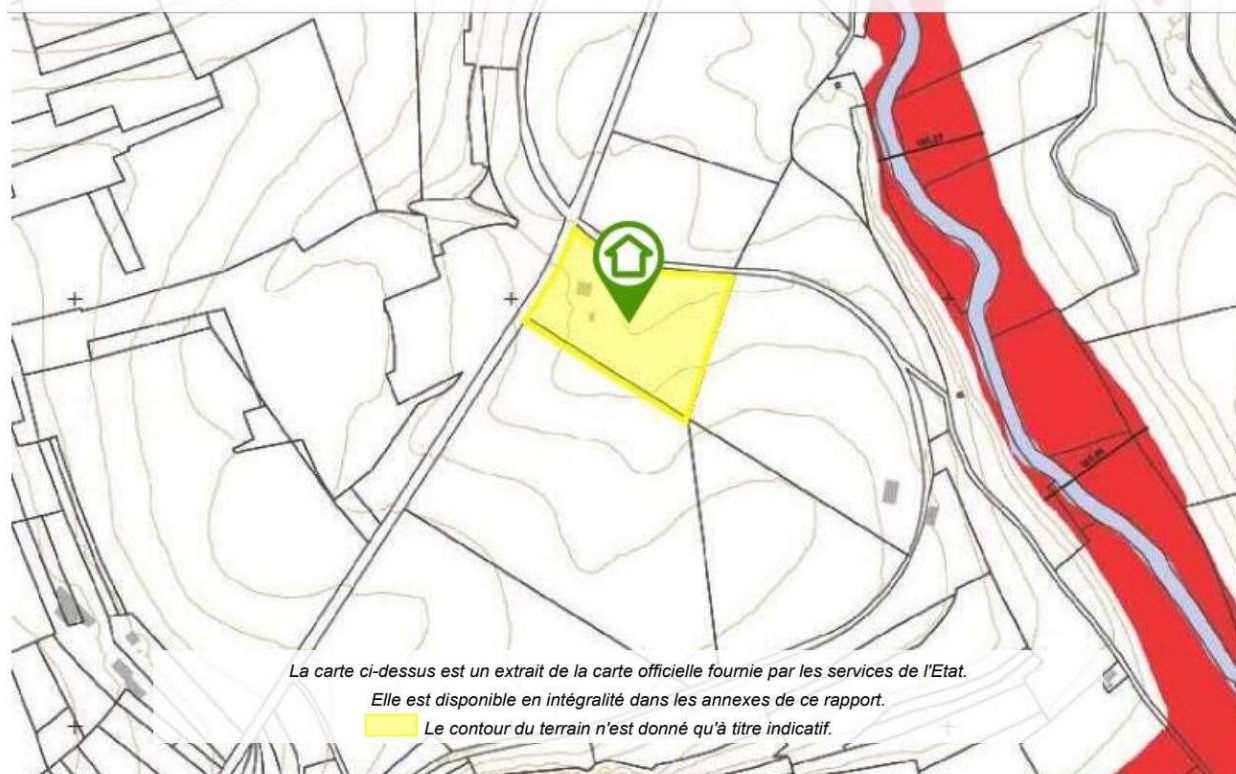 La carte ci-dessus est un extrait de la carte officielle fournie par les services de l'Etat.
Elle est disponible en intégralité dans les annexes de ce rapport.
Le contour du terrain n'est donné qu'à titre indicatif.